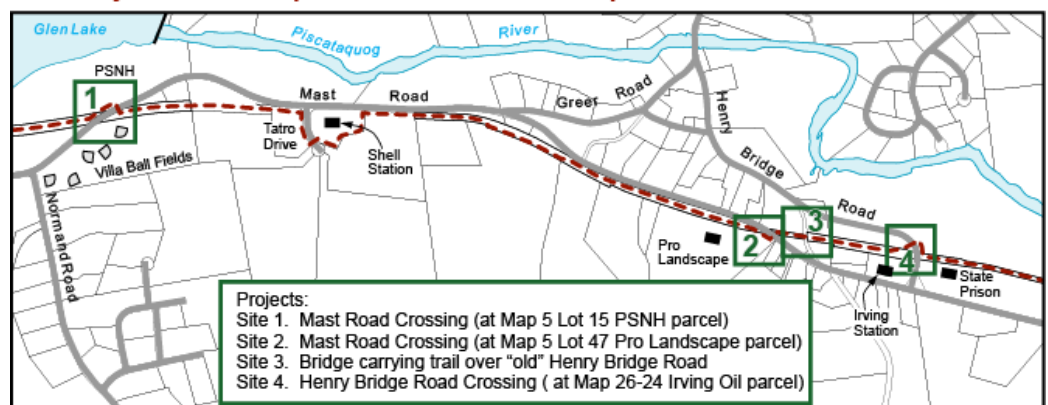 Glen Lake
Piscataquog
River
PSNH
1
Mast
Road
Greer
Road
Henry
Tatro
Drive
Shell
Station
Villa Ball Fields
Bridge
Road
Normand Road
Pro
Landscape
2
3
4
State
Prison
Irving
Station
Projects:
Site 1. Mast Road Crossing (at Map 5 Lot 15 PSNH parcel)
Site 2. Mast Road Crossing (at Map 5 Lot 47 Pro Landscape parcel)
Site 3. Bridge carrying trail over “old” Henry Bridge Road
Site 4. Henry Bridge Road Crossing ( at Map 26-24 Irving Oil parcel)